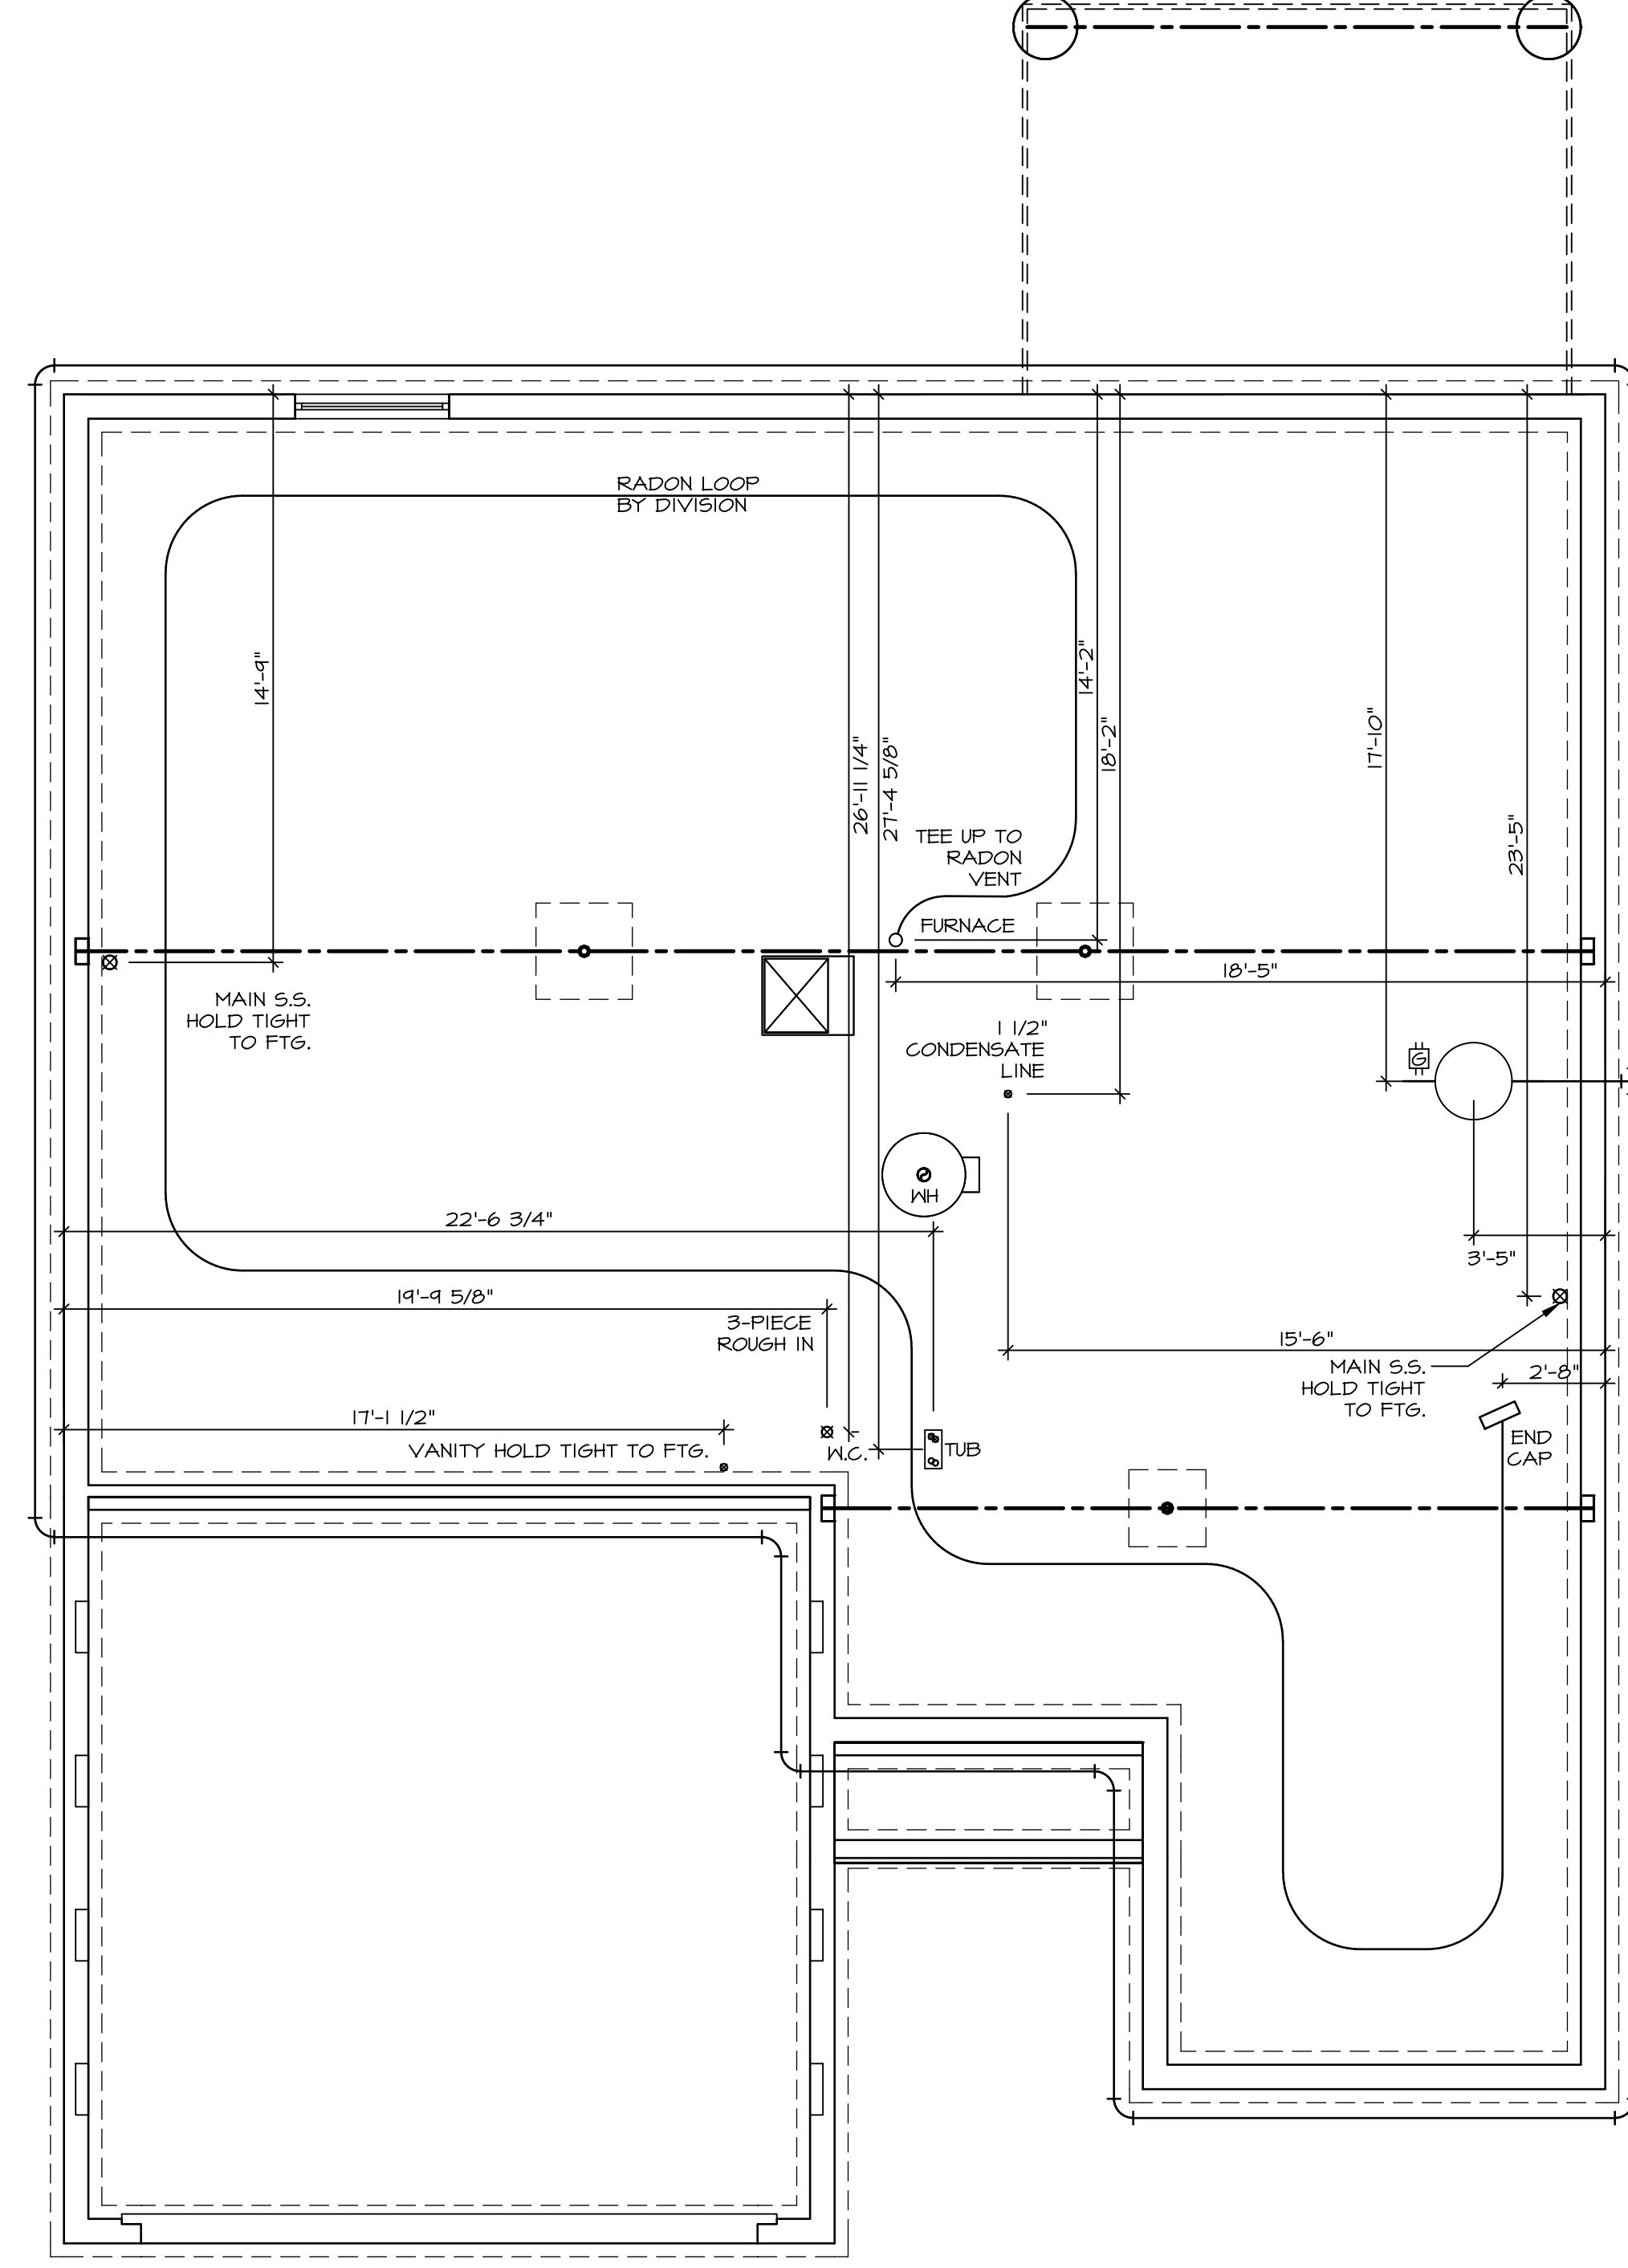 RADON LOOP
BY DIVISION
14'-9"
14'-2"
18'-2"
17'-10"
26'-11 1/4"
27'-4 5/8"
23'-5"
TEE UP TO
RADON
VENT
FURNACE
18'-5"
MAIN S.S.
HOLD TIGHT
TO FTG.
1 1/2"
CONDENSATE
LINE
G
WH
22'-6 3/4"
3'-5"
19'-9 5/8"
3-PIECE
ROUGH IN
15'-6"
MAIN S.S.
HOLD TIGHT
TO FTG.
2'-8"
17'-1 1/2"
VANITY HOLD TIGHT TO FTG.
W.C.
TUB
END
CAP